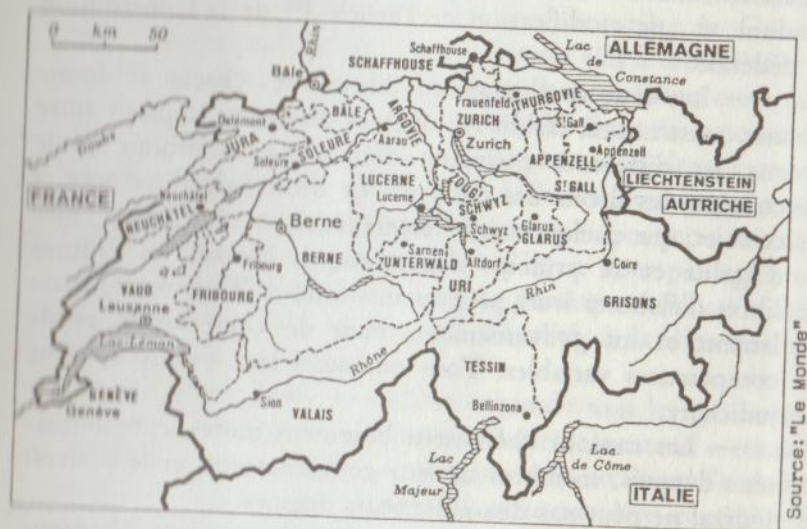 0 km 50
Rhin
Schaffhouse
Lac
de
Constance
ALLEMAGNE
SCHAFFHOUSE
Bâle
Frauenfeld
THURGOVIE
BÂLE
ARGOVIE
ZURICH
Delémont
St Gall
Doubs
JURA
Aarau
Zurich
Appenzell
SOLEURE
Soleure
APPENZELL
FRANCE
LUCERNE
ZOUG
St GALL
LIECHTENSTEIN
Neuchâtel
Lucerne
SCHWYZ
AUTRICHE
NEUCHÂTEL
Berne
Schwyz
Glarus
GLARUS
Sarnen
BERNE
UNTERWALD
Altdorf
Coire
Fribourg
URI
Rhin
VAUD
FRIBOURG
GRISONS
Lausanne
Lac Léman
Rhône
TESSIN
GENÈVE
Genève
Sion
VALAIS
Bellinzona
Lac
Majeur
Lac
de Côme
ITALIE
Source: "Le Monde"